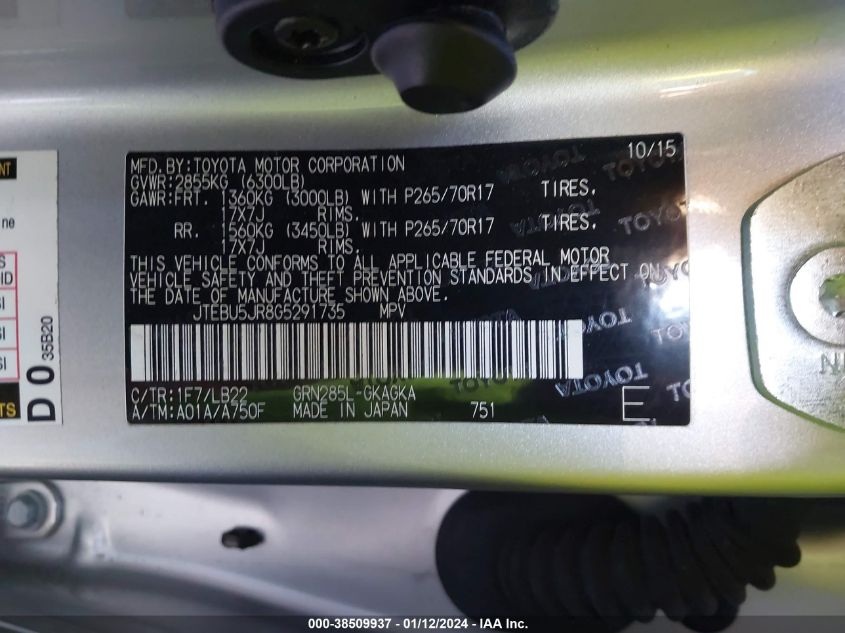 MFD.BY:TOYOTA MOTOR CORPORATION 10/15
GVWR:2855KG (6300LB)
GAWR:FRT. 1360KG (3000LB) WITH P265/70R17 TIRES.
17X7J RIMS.
RR. 1560KG (3450LB) WITH P265/70R17 TIRES.
17X7J RIMS.
THIS VEHICLE CONFORMS TO ALL APPLICABLE FEDERAL MOTOR
VEHICLE SAFETY AND THEFT PREVENTION STANDARDS IN EFFECT ON
THE DATE OF MANUFACTURE SHOWN ABOVE.
JTEBU5JR8G5291735 MPV
C/TR:1F7/LB22 GRN285L-GKAGKA
A/TM:A01A/A750F MADE IN JAPAN 751 E
TOYOTA
D0 35B20
000-38509937 - 01/12/2024 - IAA Inc.